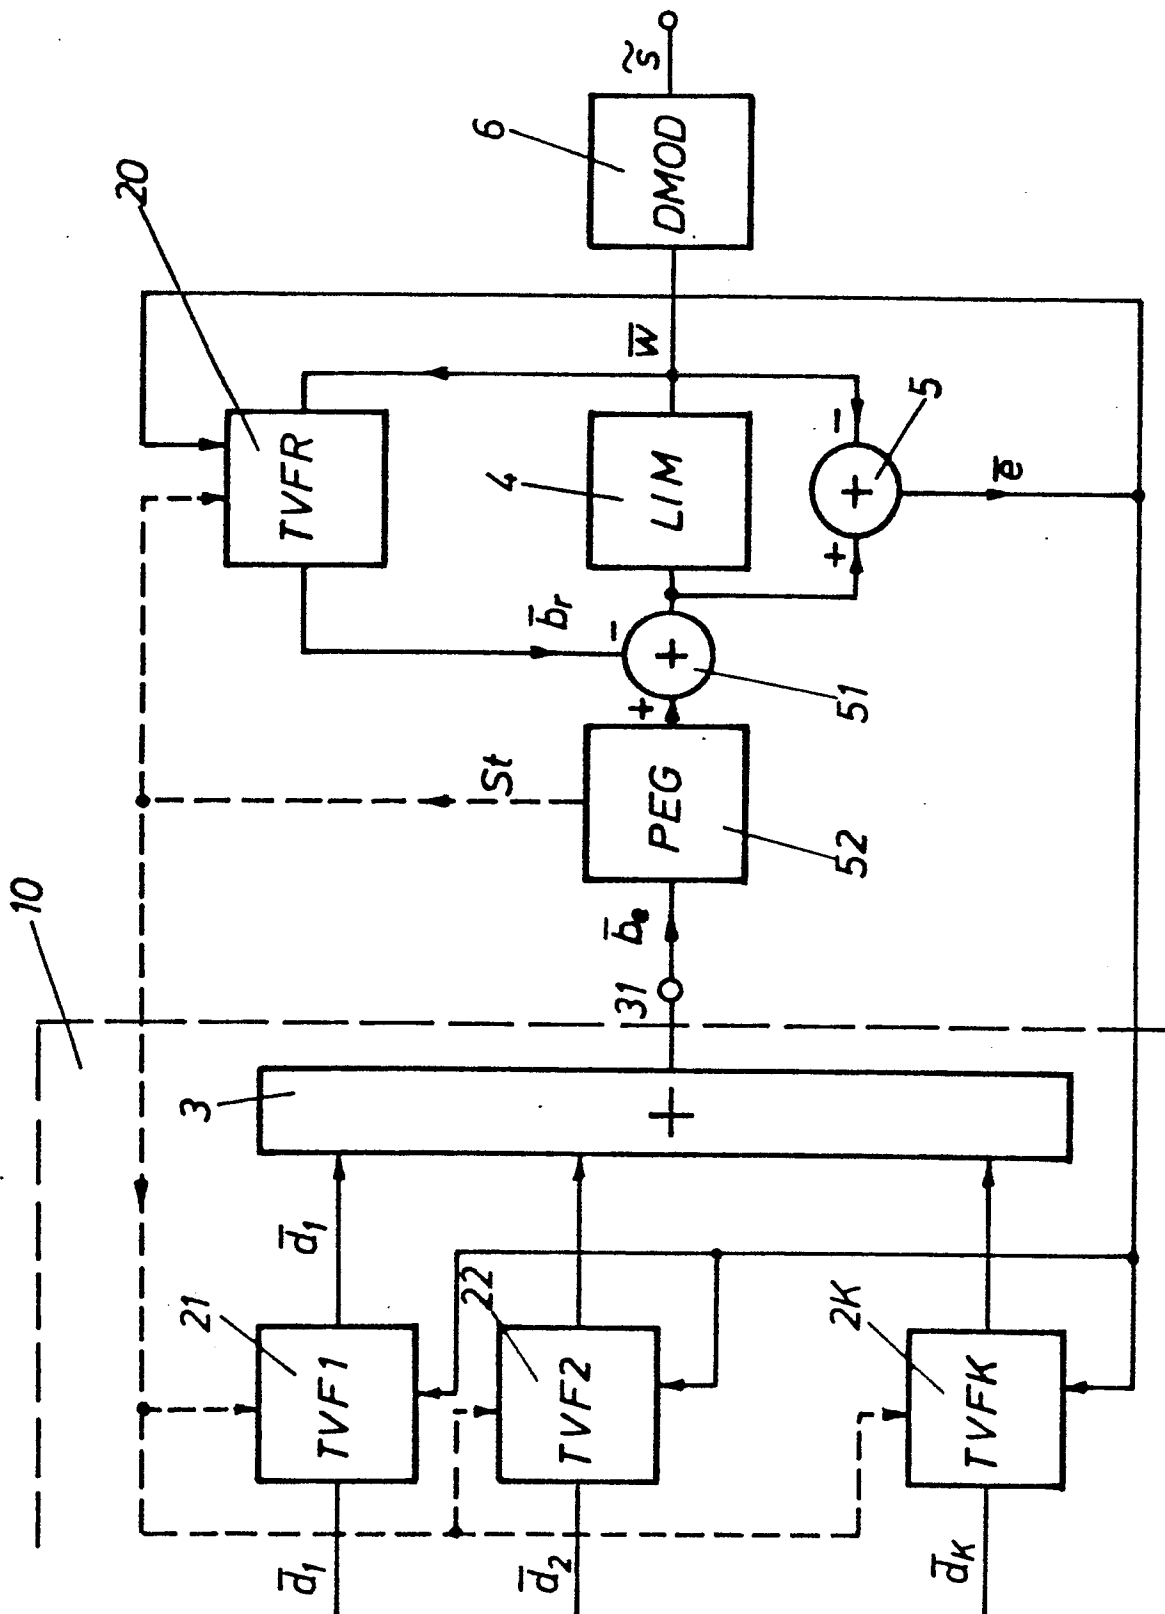 10
20
21
3
d̄₁
TVF1
d̄₁
TVFR
22
St
4
6
d̄₂
TVF2
b̄ᵣ
−
31
b̄ₑ
+
w̄
s̃
+
PEG
+
LIM
DMOD
52
51
−
2K
+
+
5
d̄ₖ
TVFK
ē